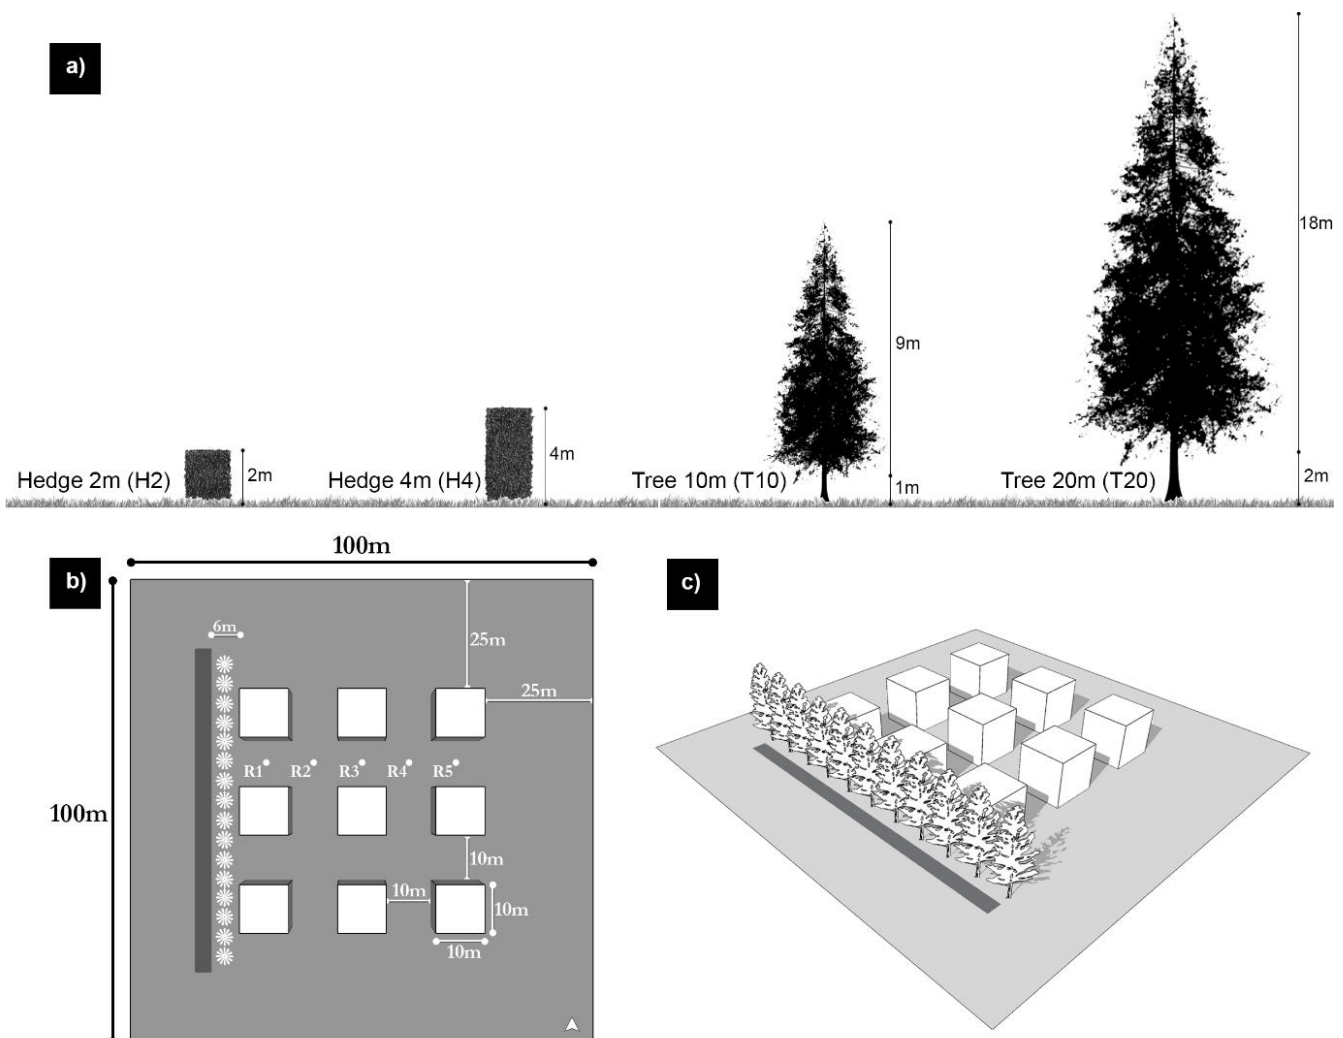 a)
18m
9m
4m
Hedge 2m (H2)
2m
Hedge 4m (H4)
Tree 10m (T10)
1m
Tree 20m (T20)
2m
100m
b)
c)
6m
25m
25m
R1 R2 R3 R4 R5
100m
10m
10m
10m
10m